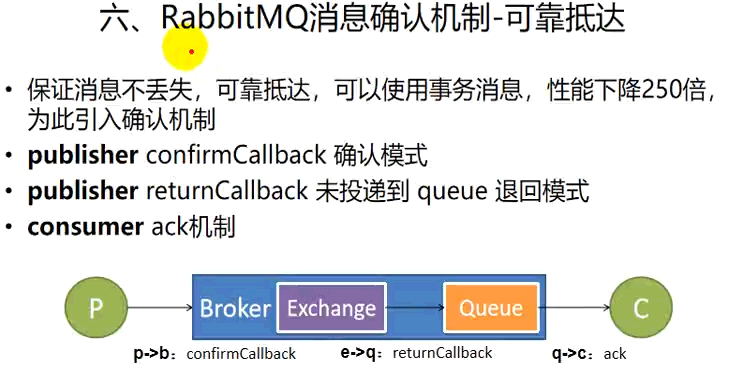 六、RabbitMQ消息确认机制-可靠抵达
• 保证消息不丢失，可靠抵达，可以使用事务消息，性能下降250倍，
为此引入确认机制
• publisher confirmCallback 确认模式
• publisher returnCallback 未投递到 queue 退回模式
• consumer ack机制
P Broker Exchange Queue C
p->b：confirmCallback e->q：returnCallback q->c：ack